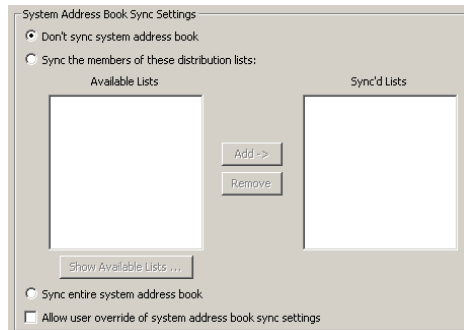 System Address Book Sync Settings
Don't sync system address book
Sync the members of these distribution lists:
Available Lists
Sync'd Lists
Add ->
Remove
Show Available Lists ...
Sync entire system address book
Allow user override of system address book sync settings